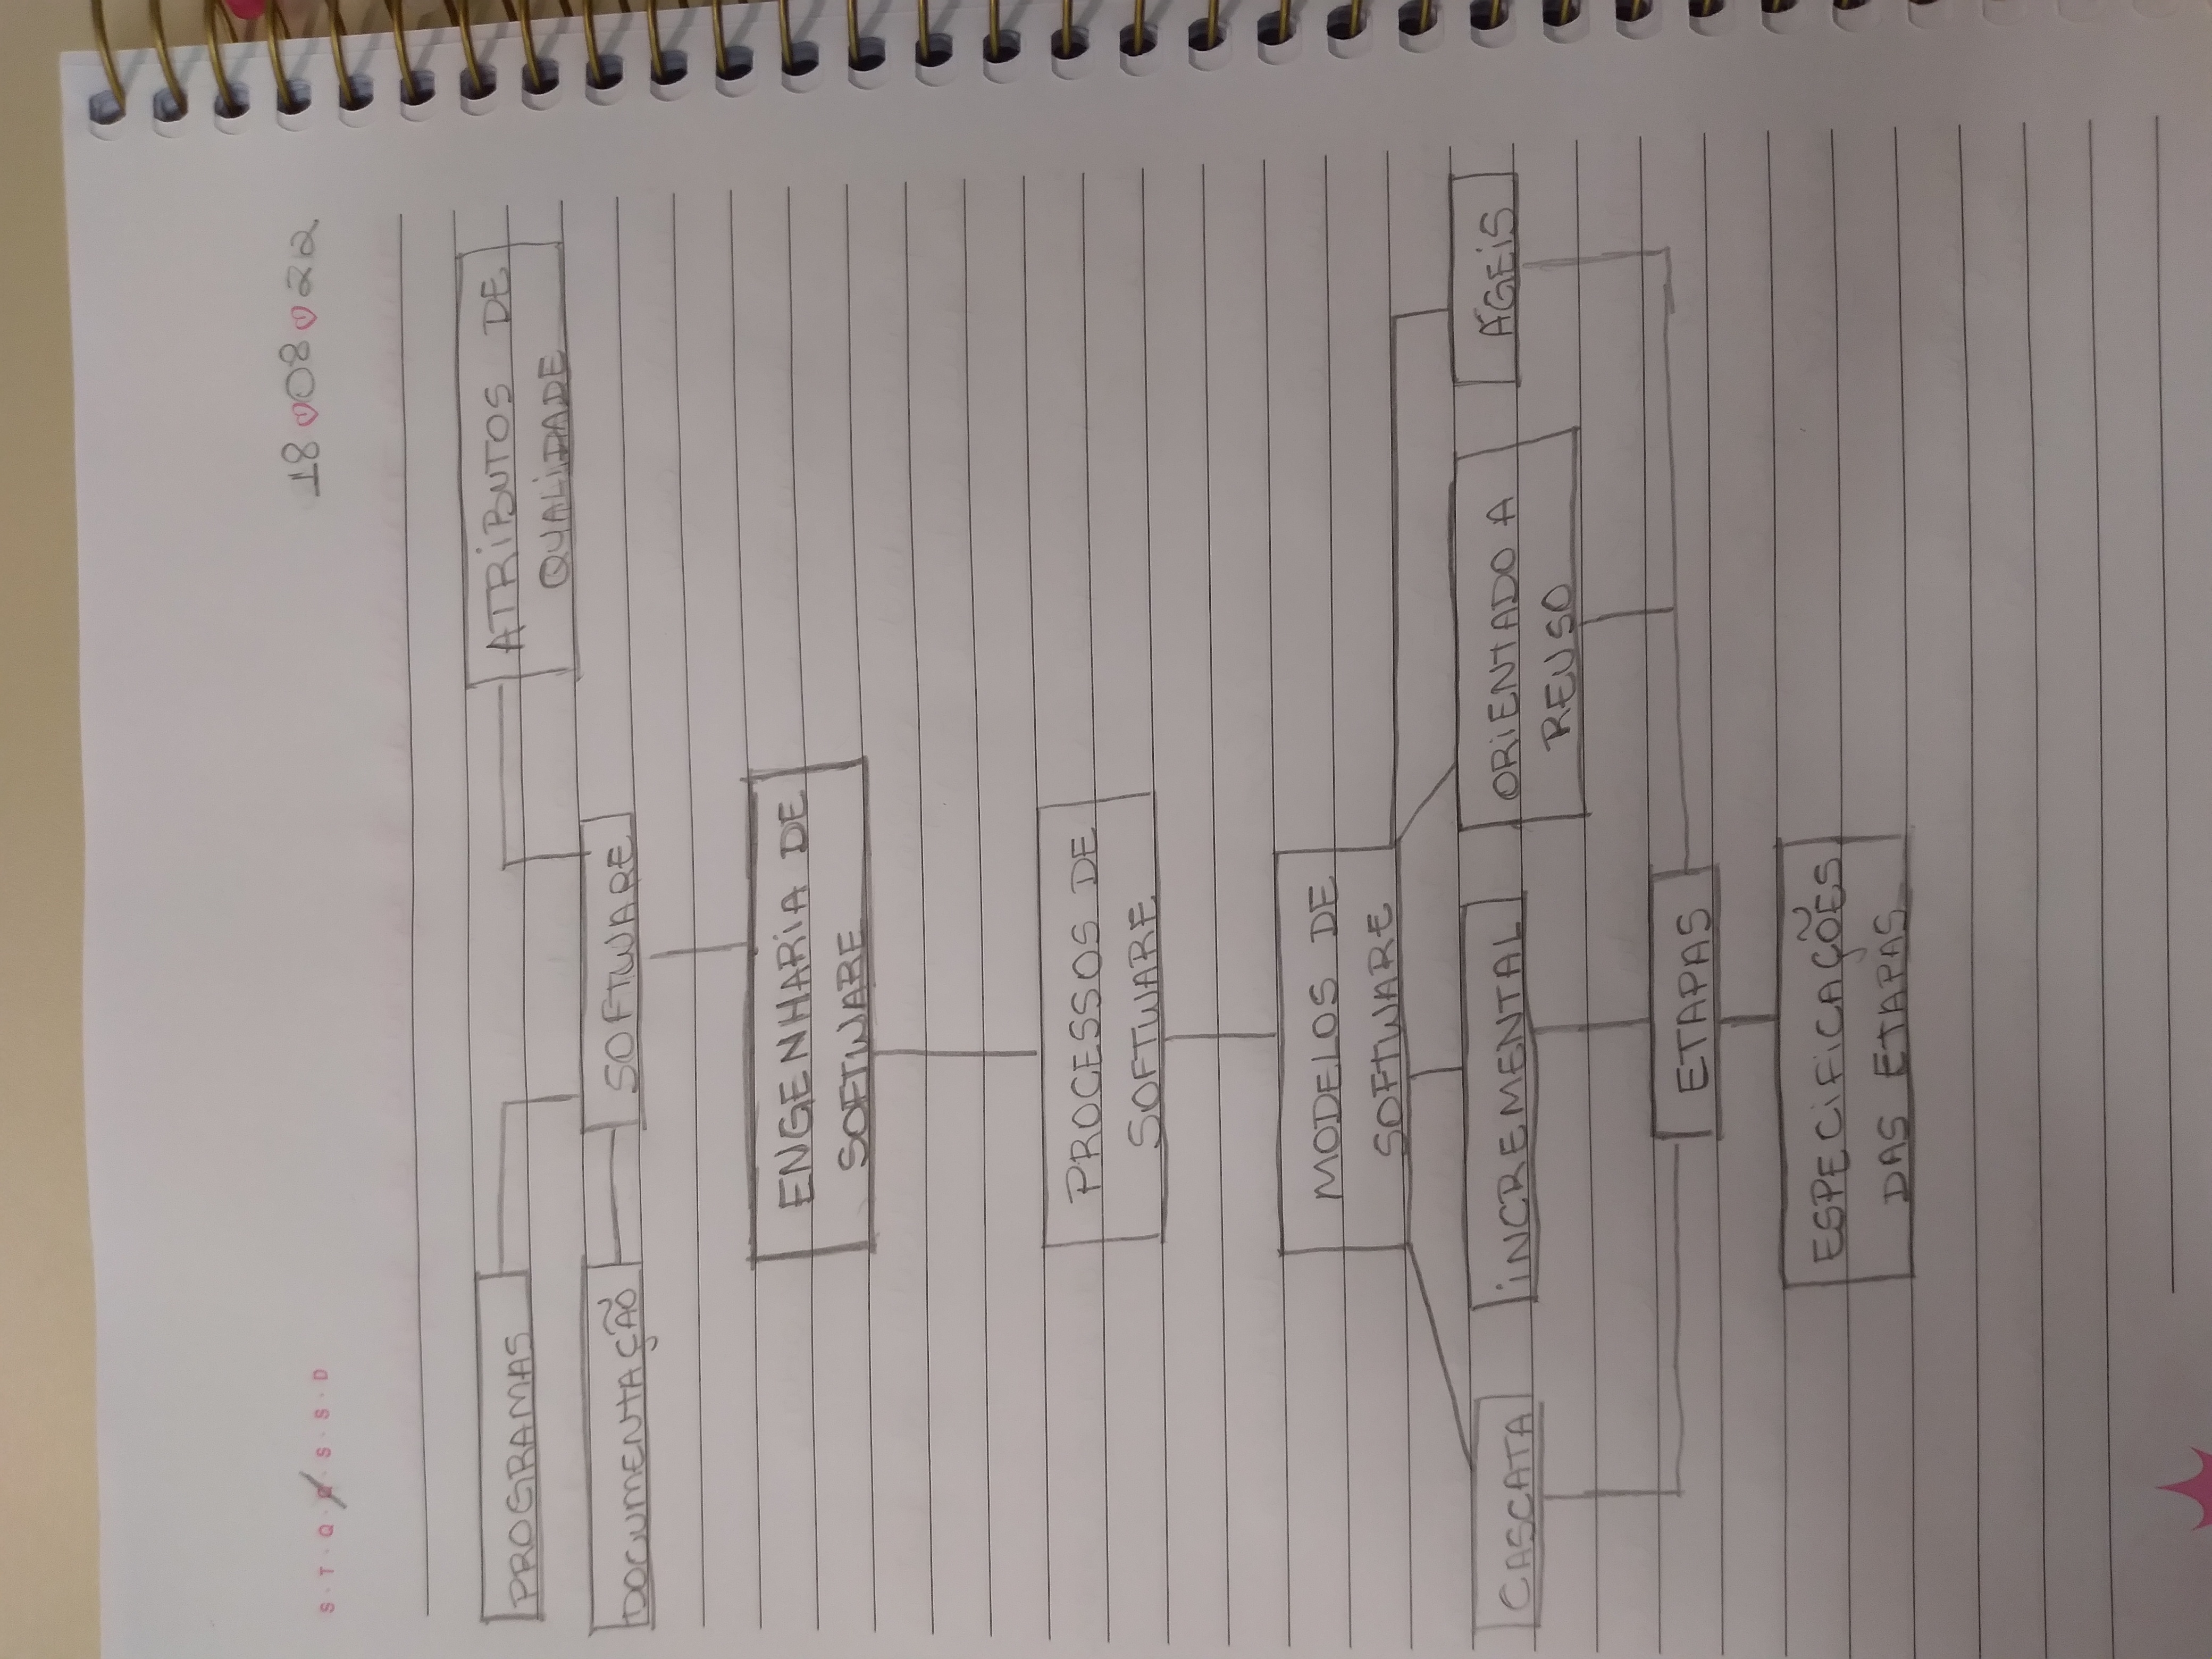 S · T · Q · Q · S · S · D
18 08 22
PROGRAMAS
ATRIBUTOS DE
QUALIDADE
DOCUMENTAÇÃO
SOFTWARE
ENGENHARIA DE
SOFTWARE
PROCESSOS DE
SOFTWARE
MODELOS DE
SOFTWARE
CASCATA
INCREMENTAL
ORIENTADO A
REUSO
ÁGEIS
ETAPAS
ESPECIFICAÇÕES
DAS ETAPAS